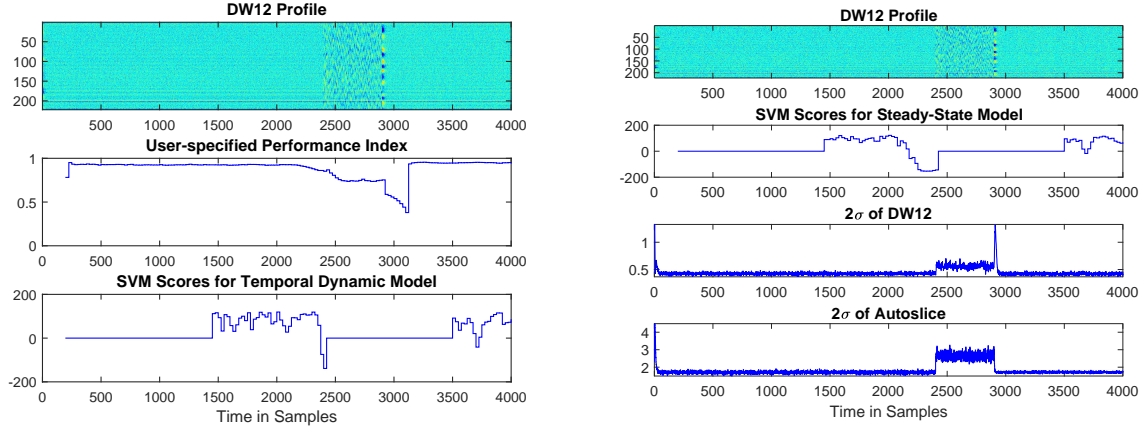 DW12 Profile
50
100
150
200
500 1000 1500 2000 2500 3000 3500 4000
User-specified Performance Index
1
0.5
0
0 500 1000 1500 2000 2500 3000 3500 4000
SVM Scores for Temporal Dynamic Model
200
0
-200
0 500 1000 1500 2000 2500 3000 3500 4000
Time in Samples
DW12 Profile
50
100
150
200
0 500 1000 1500 2000 2500 3000 3500 4000
SVM Scores for Steady-State Model
200
0
-200
0 500 1000 1500 2000 2500 3000 3500 4000
2σ of DW12
1
0.5
0 500 1000 1500 2000 2500 3000 3500 4000
2σ of Autoslice
4
3
2
0 500 1000 1500 2000 2500 3000 3500 4000
Time in Samples